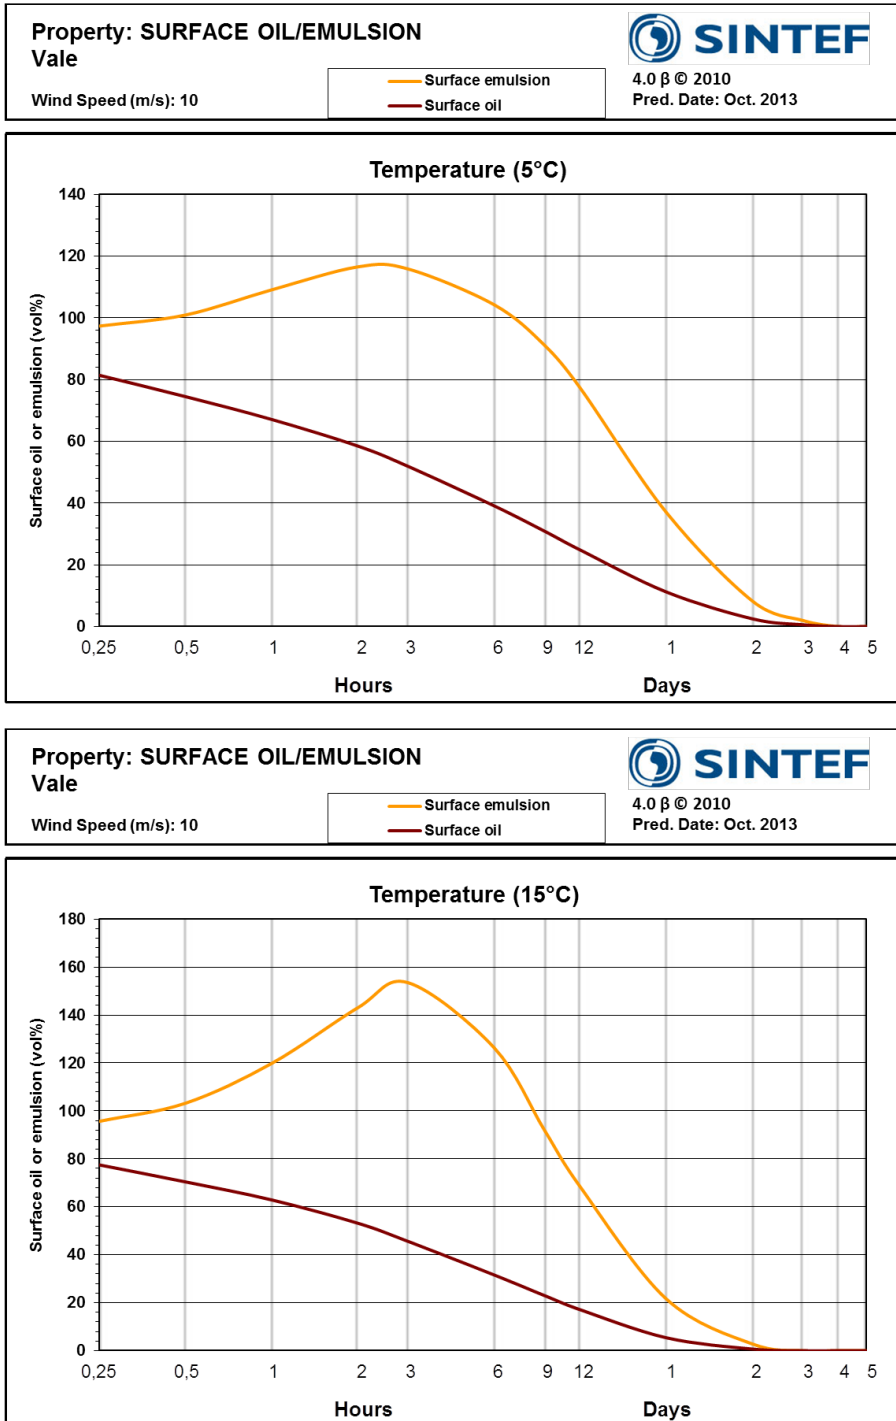 Property: SURFACE OIL/EMULSION
Vale
Wind Speed (m/s): 10
Surface emulsion
Surface oil
SINTEF
4.0 β © 2010
Pred. Date: Oct. 2013
Temperature (5°C)
Surface oil or emulsion (vol%)
140
120
100
80
60
40
20
0
0,25 0,5 1 2 3 6 9 12 1 2 3 4 5
Hours Days
Property: SURFACE OIL/EMULSION
Vale
Wind Speed (m/s): 10
Surface emulsion
Surface oil
SINTEF
4.0 β © 2010
Pred. Date: Oct. 2013
Temperature (15°C)
Surface oil or emulsion (vol%)
180
160
140
120
100
80
60
40
20
0
0,25 0,5 1 2 3 6 9 12 1 2 3 4 5
Hours Days